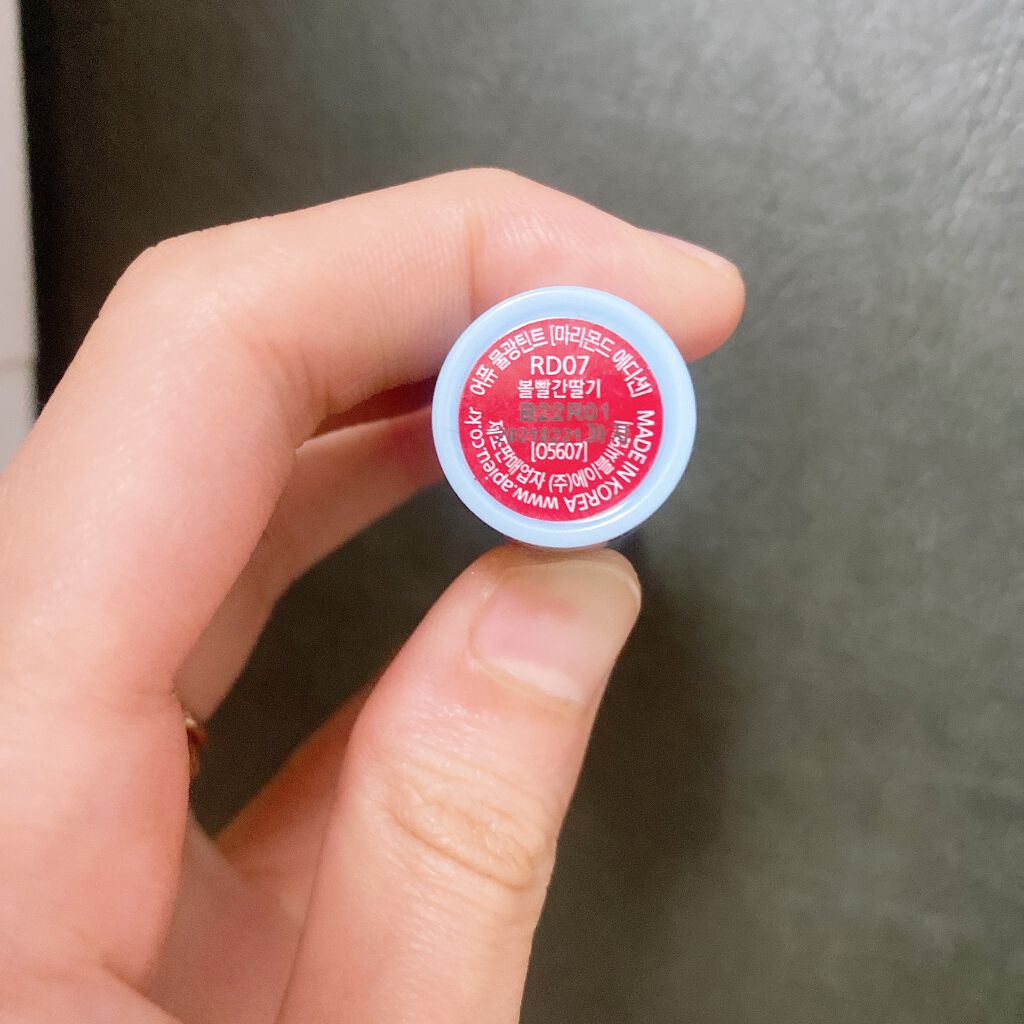 어퓨 물광틴트 [마리몬드 에디션]
RD07
볼빨간딸기
B22R01
[O5607]
제조판매업자 (주)에이블씨엔씨
MADE IN KOREA
www.apieu.co.kr